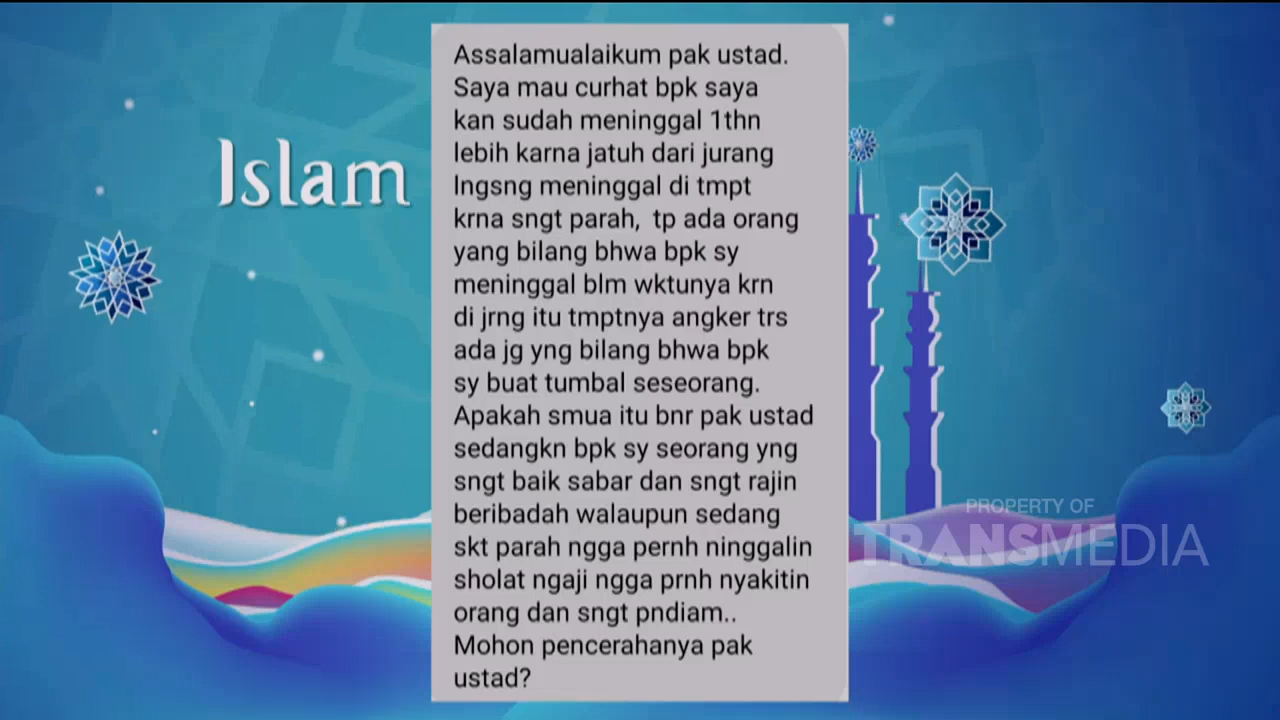 Islam
Assalamualaikum pak ustad.
Saya mau curhat bpk saya
kan sudah meninggal 1thn
lebih karna jatuh dari jurang
lngsng meninggal di tmpt
krna sngt parah, tp ada orang
yang bilang bhwa bpk sy
meninggal blm wktunya krn
di jrng itu tmptnya angker trs
ada jg yng bilang bhwa bpk
sy buat tumbal seseorang.
Apakah smua itu bnr pak ustad
sedangkn bpk sy seorang yng
sngt baik sabar dan sngt rajin
beribadah walaupun sedang
skt parah ngga pernh ninggalin
sholat ngaji ngga prnh nyakitin
orang dan sngt pndiam..
Mohon pencerahanya pak
ustad?
PROPERTY OF
TRANSMEDIA